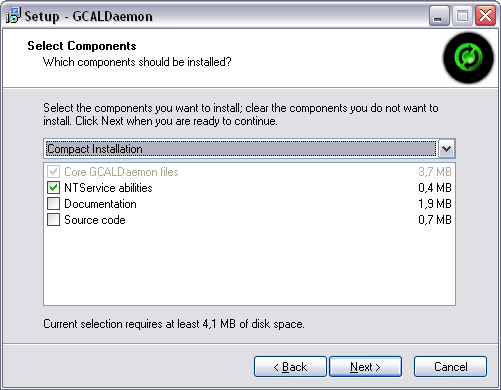 Setup - GCALDaemon
Select Components
Which components should be installed?
Select the components you want to install; clear the components you do not want to
install. Click Next when you are ready to continue.
Compact Installation
Core GCALDaemon files 3,7 MB
NTService abilities 0,4 MB
Documentation 1,9 MB
Source code 0,7 MB
Current selection requires at least 4,1 MB of disk space.
< Back Next > Cancel